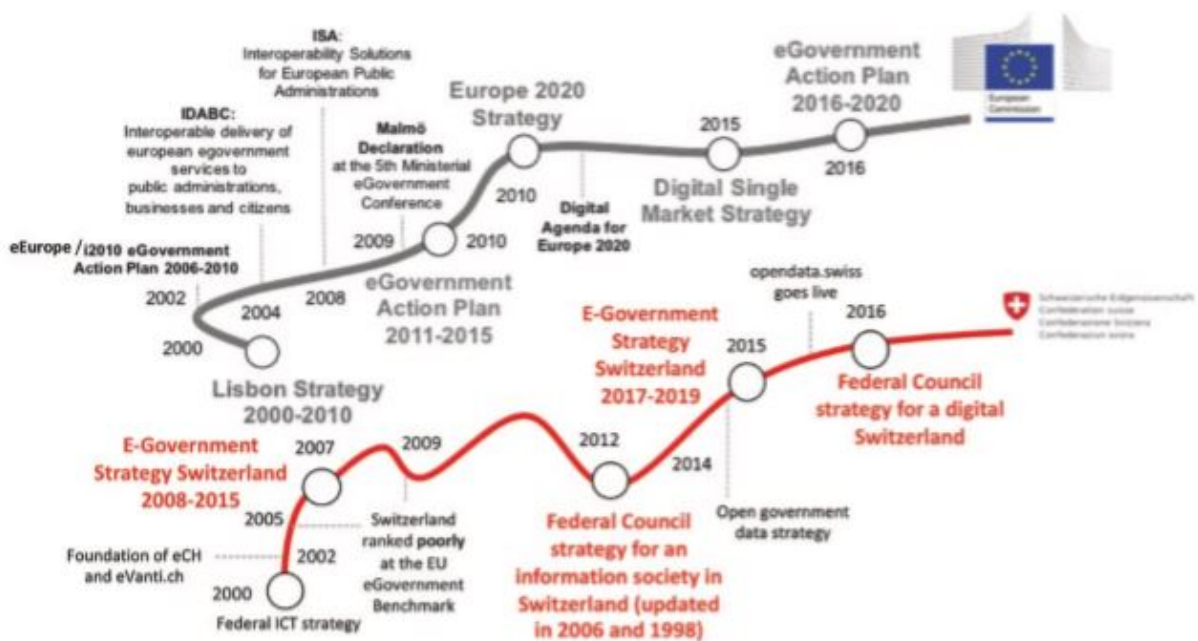 ISA:
Interoperability Solutions
for European Public
Administrations
IDABC:
Interoperable delivery of
european egovernment
services to
public administrations,
businesses and citizens
Malmö
Declaration
at the 5th Ministerial
eGovernment
Conference
Europe 2020
Strategy
eGovernment
Action Plan
2016-2020
European
Commission
2015
2016
2010
Digital
Agenda for
Europe 2020
Digital Single
Market Strategy
eEurope /i2010 eGovernment
Action Plan 2006-2010
2002
2000
2004
2008
2009
2010
eGovernment
Action Plan
2011-2015
Lisbon Strategy
2000-2010
opendata.swiss
goes live
Schweizerische Eidgenossenschaft
Confédération suisse
Confederazione Svizzera
Confederaziun svizra
E-Government
Strategy
Switzerland
2017-2019
2015
2016
Federal Council
strategy for a digital
Switzerland
E-Government
Strategy Switzerland
2008-2015
2007
2009
2012
2014
Open government
data strategy
2005
Switzerland
ranked poorly
at the EU
eGovernment
Benchmark
Federal Council
strategy for an
information society in
Switzerland (updated
in 2006 and 1998)
Foundation of eCH
and eVanti.ch
2002
2000
Federal ICT strategy